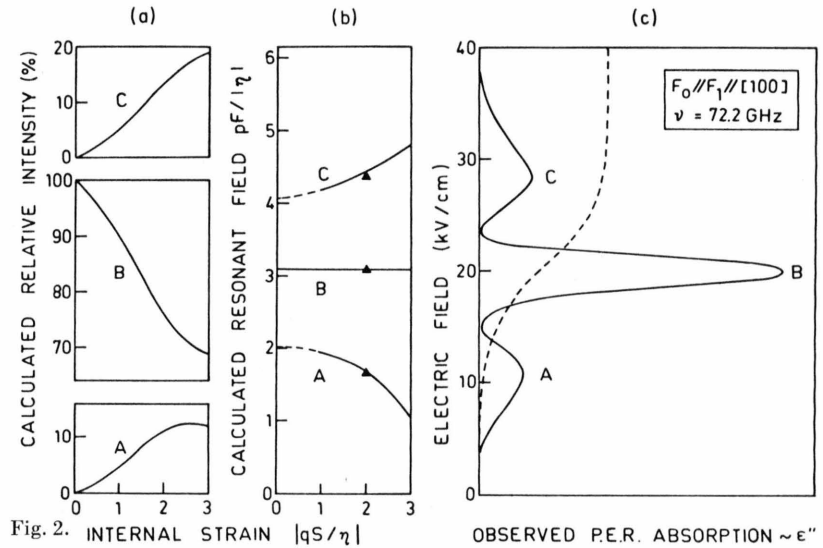 (a)
(b)
(c)
CALCULATED RELATIVE INTENSITY (%)
20
10
0
C
100
90
80
70
B
10
0
A
0 1 2 3
CALCULATED RESONANT FIELD pF/|η|
6
5
4
3
2
1
0
C
B
A
0 1 2 3
ELECTRIC FIELD (kV/cm)
40
30
20
10
0
F₀//F₁//[100]
ν = 72.2 GHz
C
B
A
Fig. 2. INTERNAL STRAIN |qS/η|
OBSERVED P.E.R. ABSORPTION ~ ε″